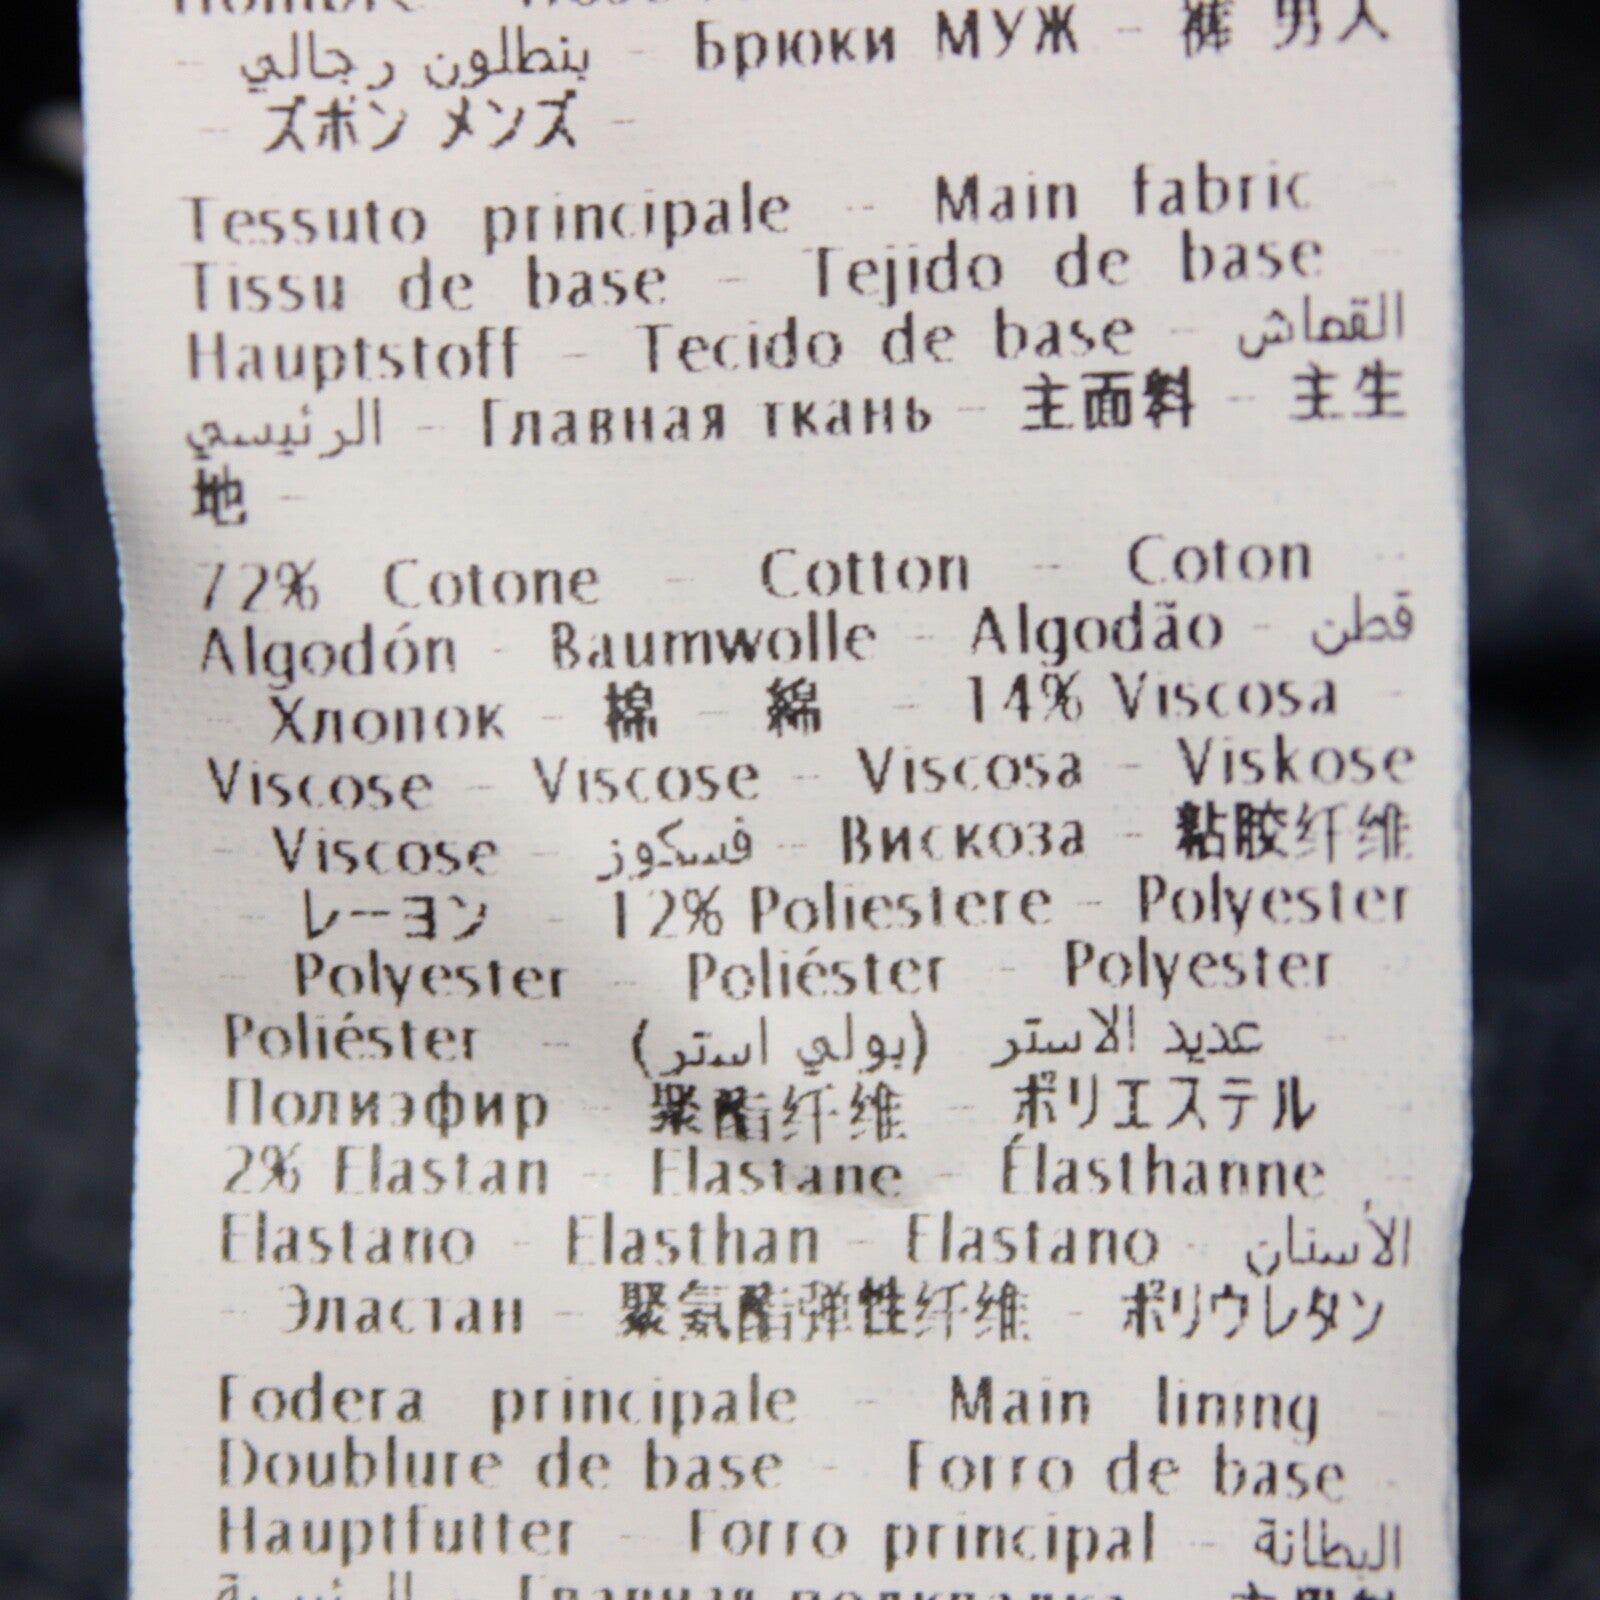 - بنطلون رجالي - Брюки МУЖ - 裤 男人
- ズボン メンズ -
Tessuto principale - Main fabric -
Tissu de base - Tejido de base -
Hauptstoff - Tecido de base - القماش
الرئيسي - Главная ткань - 主面料 - 主生
地 -
72% Cotone - Cotton - Coton -
Algodón - Baumwolle - Algodão - قطن
- Хлопок - 棉 - 綿 - 14% Viscosa -
Viscose - Viscose - Viscosa - Viskose
- Viscose - فسكوز - Вискоза - 粘胶纤维
- レーヨン - 12% Poliestere - Polyester
- Polyester - Poliéster - Polyester -
Poliéster - عديد الاستر (بولي استر) -
Полиэфир - 聚酯纤维 - ポリエステル -
2% Elastan - Elastane - Élasthanne -
Elastano - Elasthan - Elastano - الأستان
- Эластан - 聚氨酯弹性纤维 - ポリウレタン
Fodera principale - Main lining -
Doublure de base - Forro de base -
Hauptfutter - Forro principal - البطانة
الرئيسية - Главная подкладка -